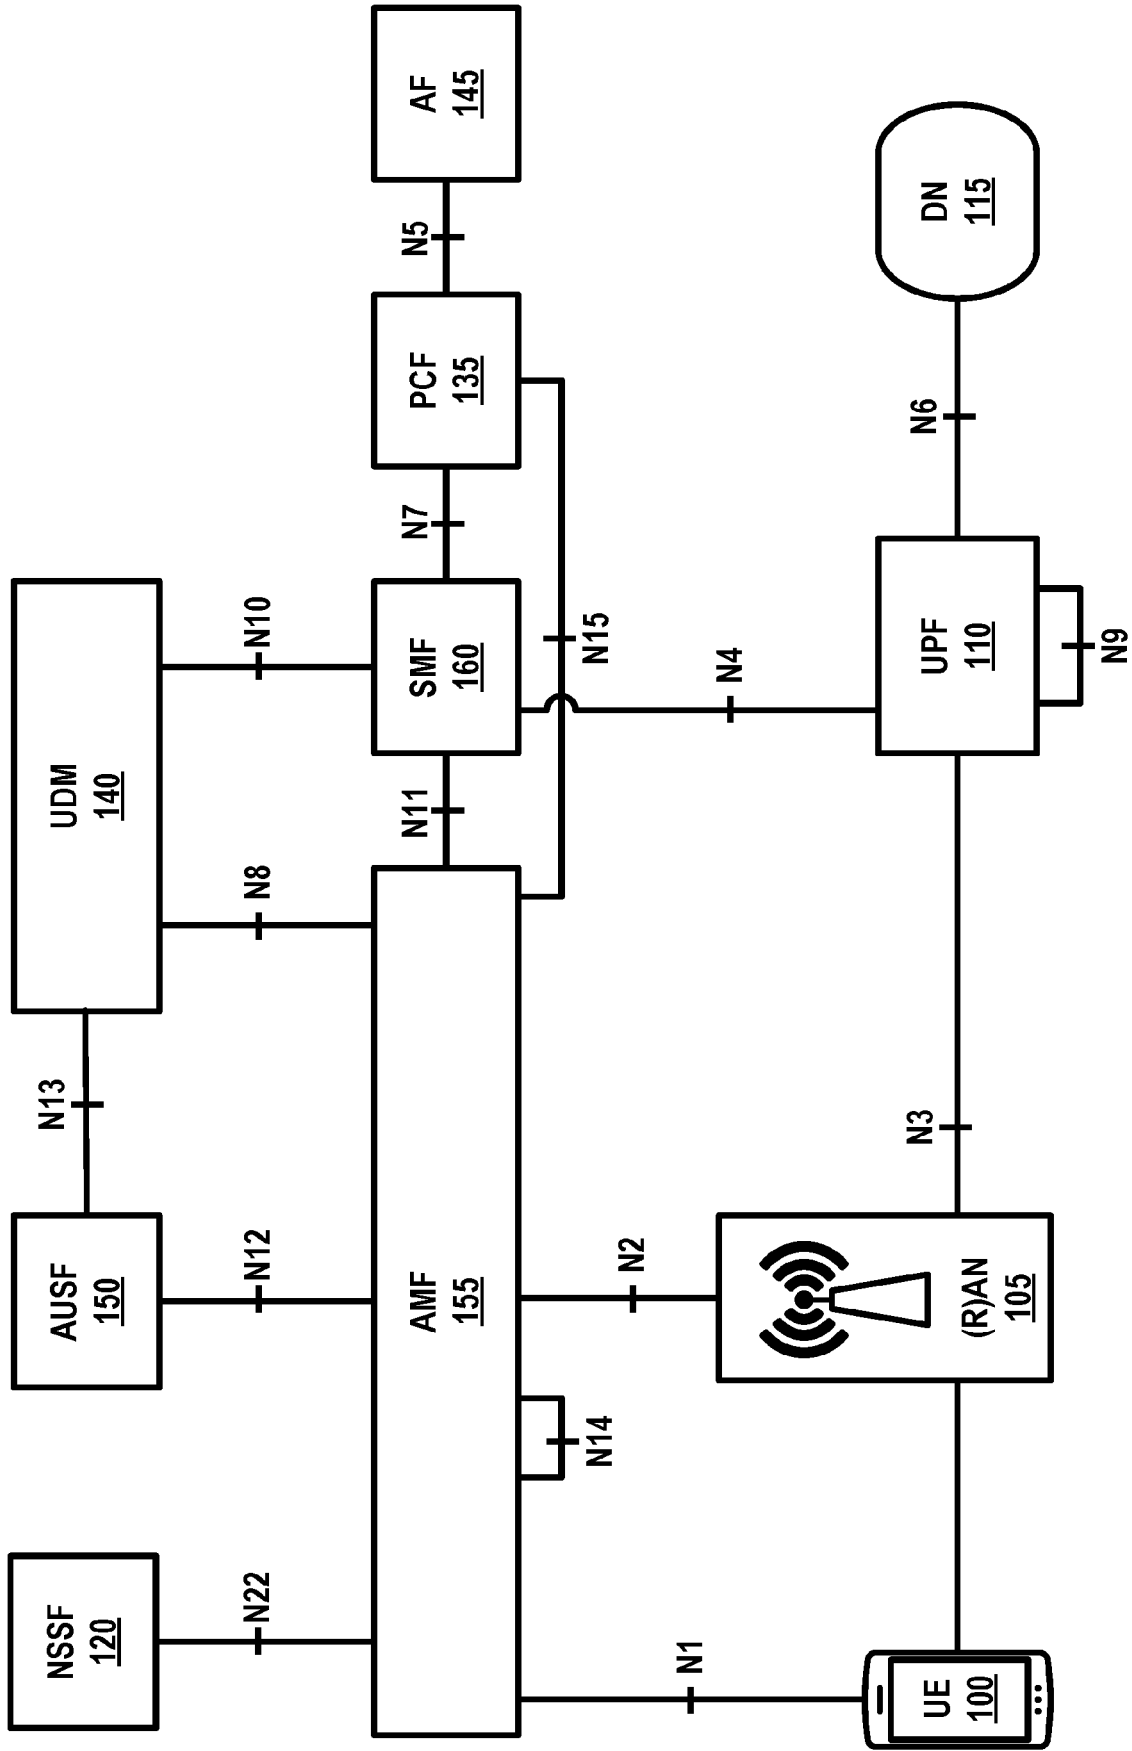 NSSF
120
AUSF
150
N13
UDM
140
N22
N12
N8
N10
AMF
155
N11
SMF
160
N7
PCF
135
N5
AF
145
N14
N15
N1
N2
N4
UE
100
(R)AN
105
N3
UPF
110
N6
DN
115
N9